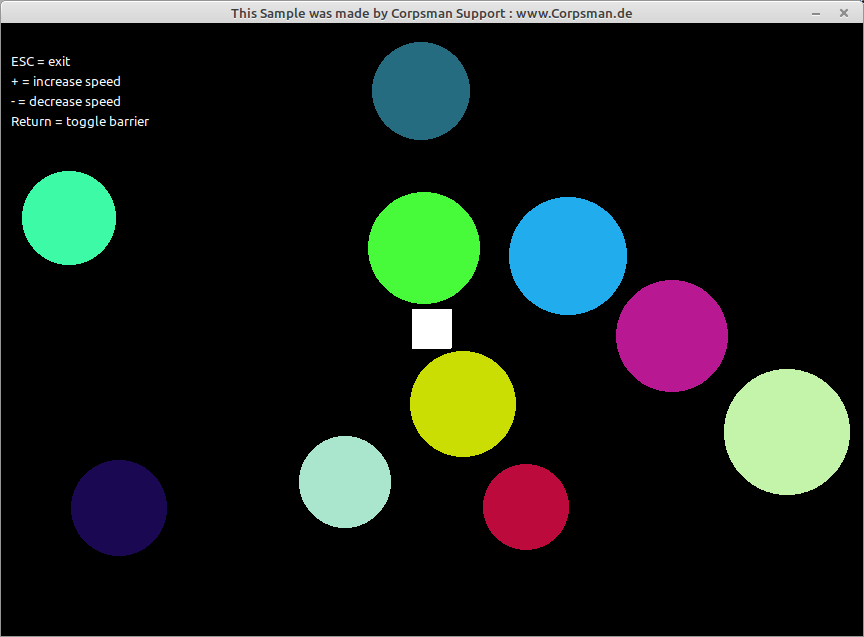 This Sample was made by Corpsman Support : www.Corpsman.de
ESC = exit
+ = increase speed
- = decrease speed
Return = toggle barrier